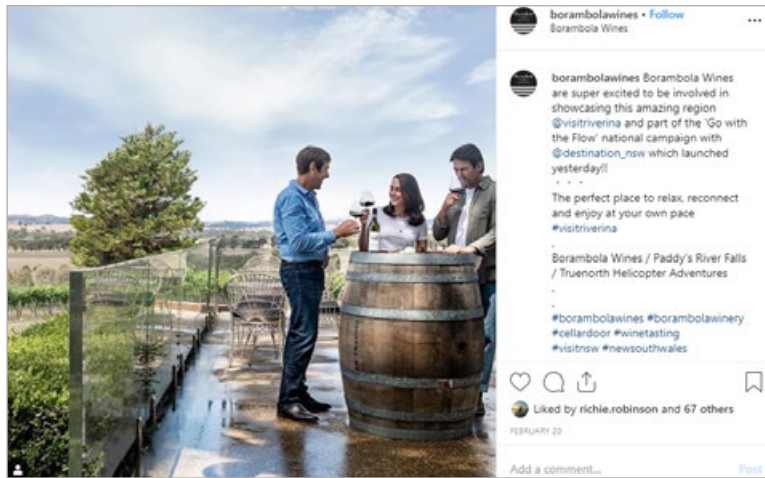 borambolawines • Follow
Borambola Wines
borambolawines Borambola Wines
are super excited to be involved in
showcasing this amazing region
@visitriverina and part of the 'Go with
the Flow' national campaign with
@destination_nsw which launched
yesterday!!
. . .
The perfect place to relax, reconnect
and enjoy at your own pace
#visitriverina
.
Borambola Wines / Paddy's River Falls
/ Truenorth Helicopter Adventures
.
.
#borambolawines #borambolawinery
#cellardoor #winetasting
#visitnsw #newsouthwales
Liked by richie.robinson and 67 others
FEBRUARY 20
Add a comment...
Post